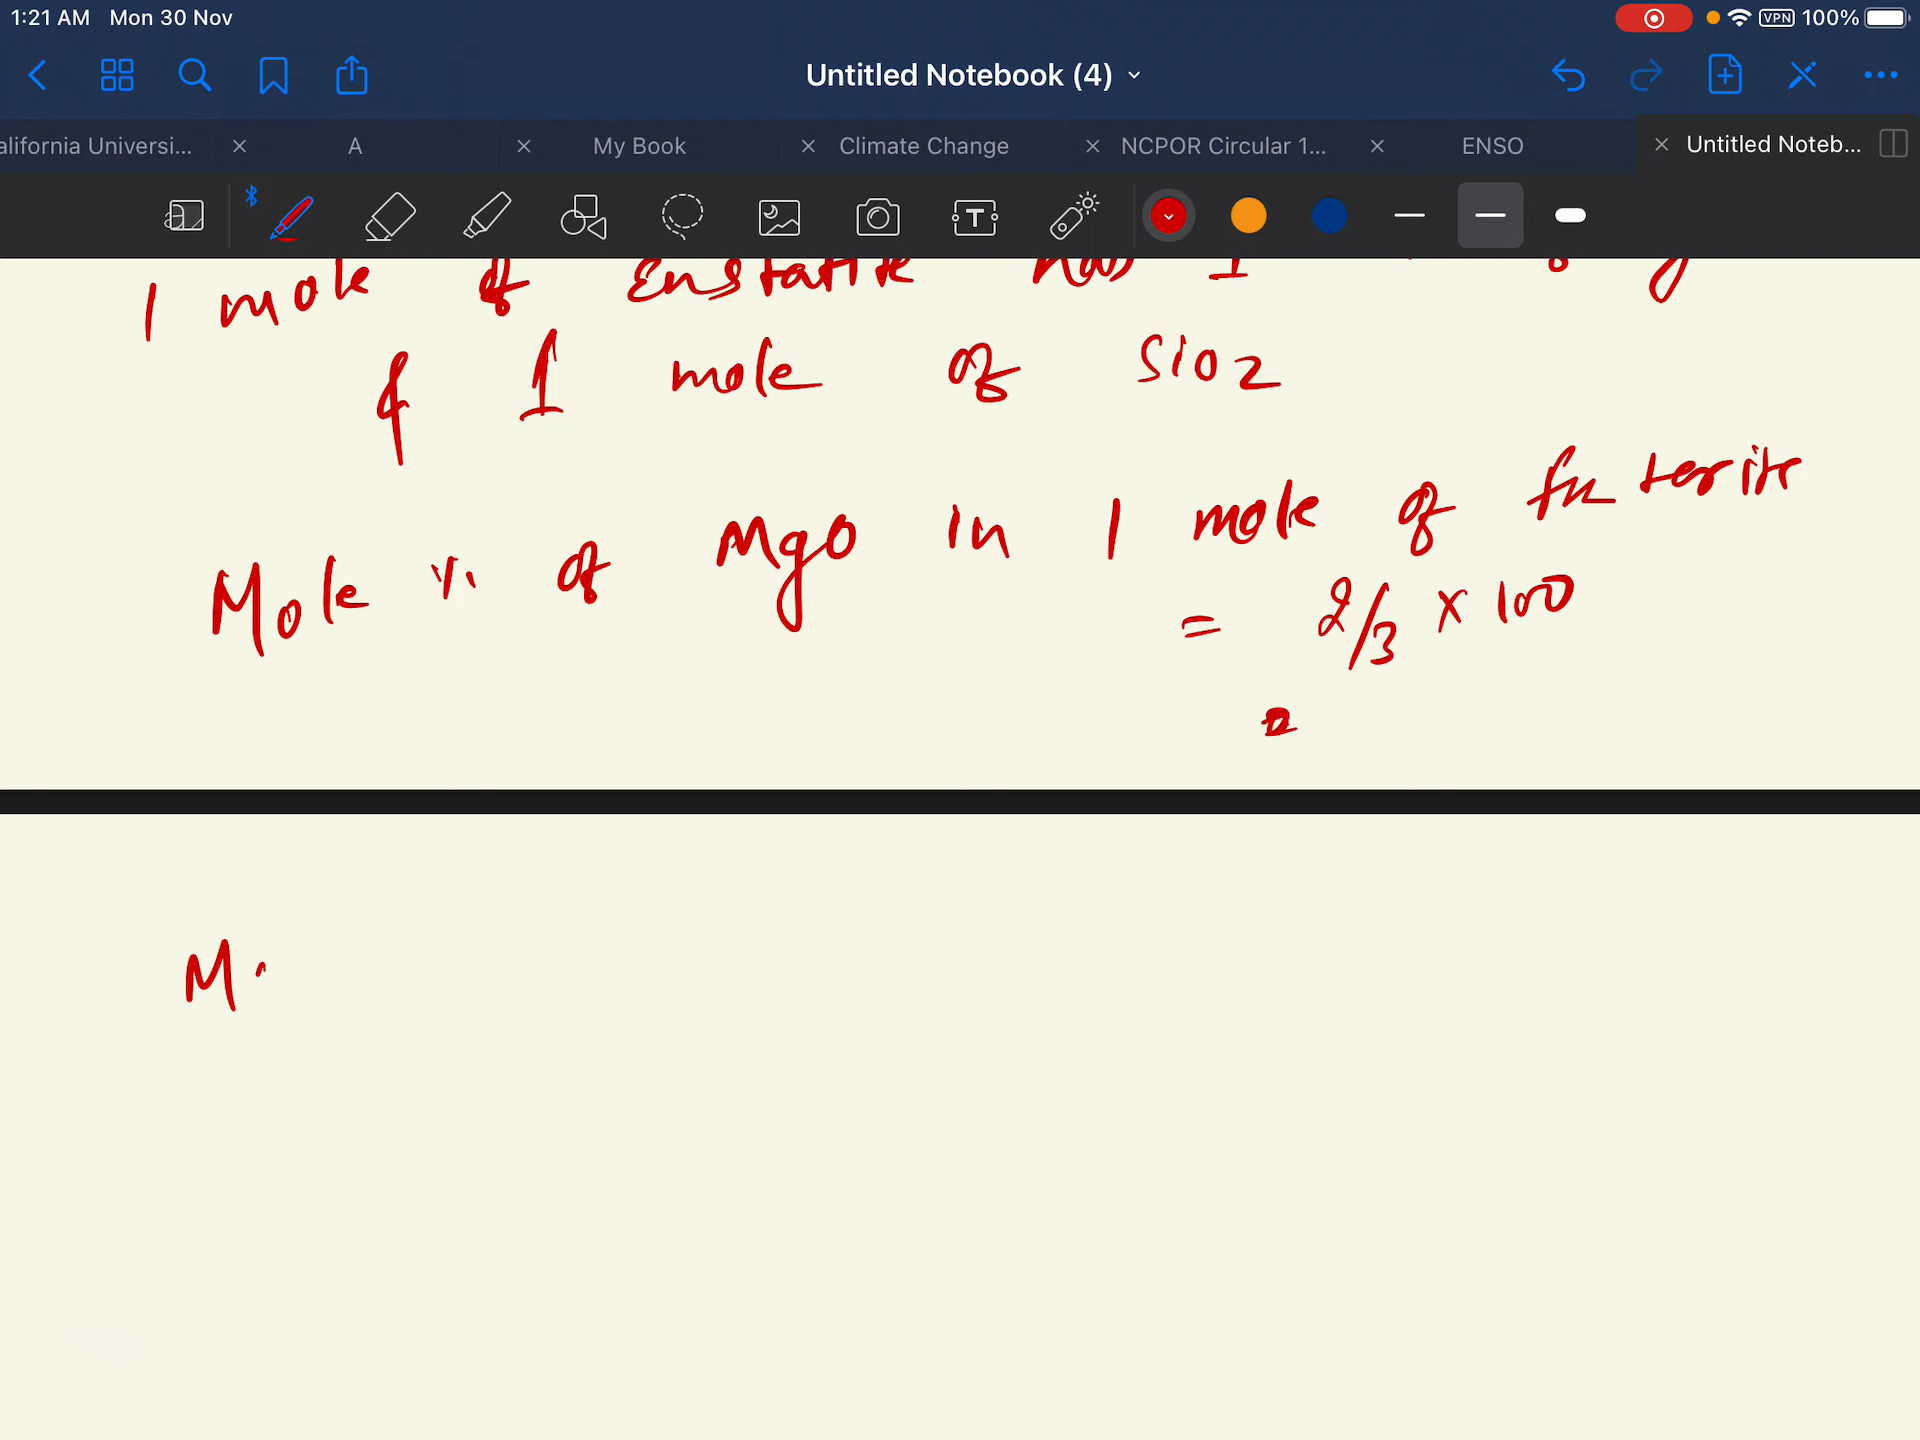 1:21 AM Mon 30 Nov VPN 100%
Untitled Notebook (4)
alifornia Universi... A My Book Climate Change NCPOR Circular 1... ENSO Untitled Noteb...
1 mole of Enstatite has 1
& 1 mole of SiO2
Mole % of MgO in 1 mole of
= 2/3 × 100
M